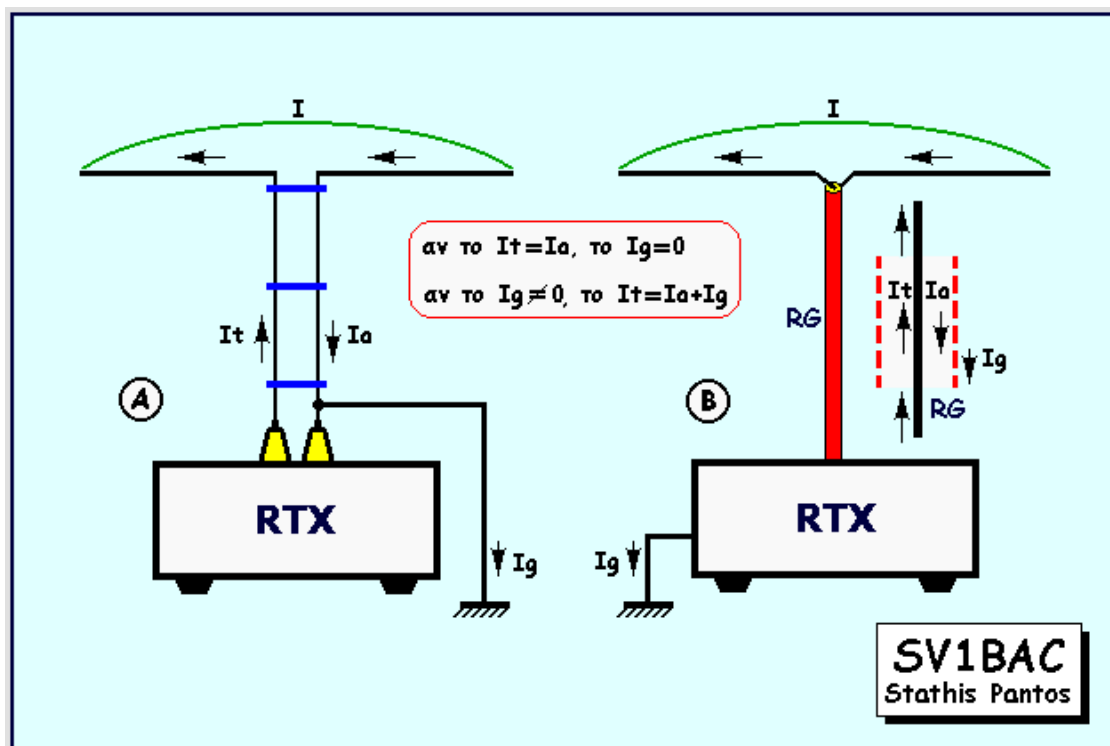 I
I
αν το It=Ia, το Ig=0
αν το Ig≠0, το It=Ia+Ig
It
Ia
RG
It
Ia
Ig
RG
A
B
RTX
RTX
Ig
Ig
SV1BAC
Stathis Pantos